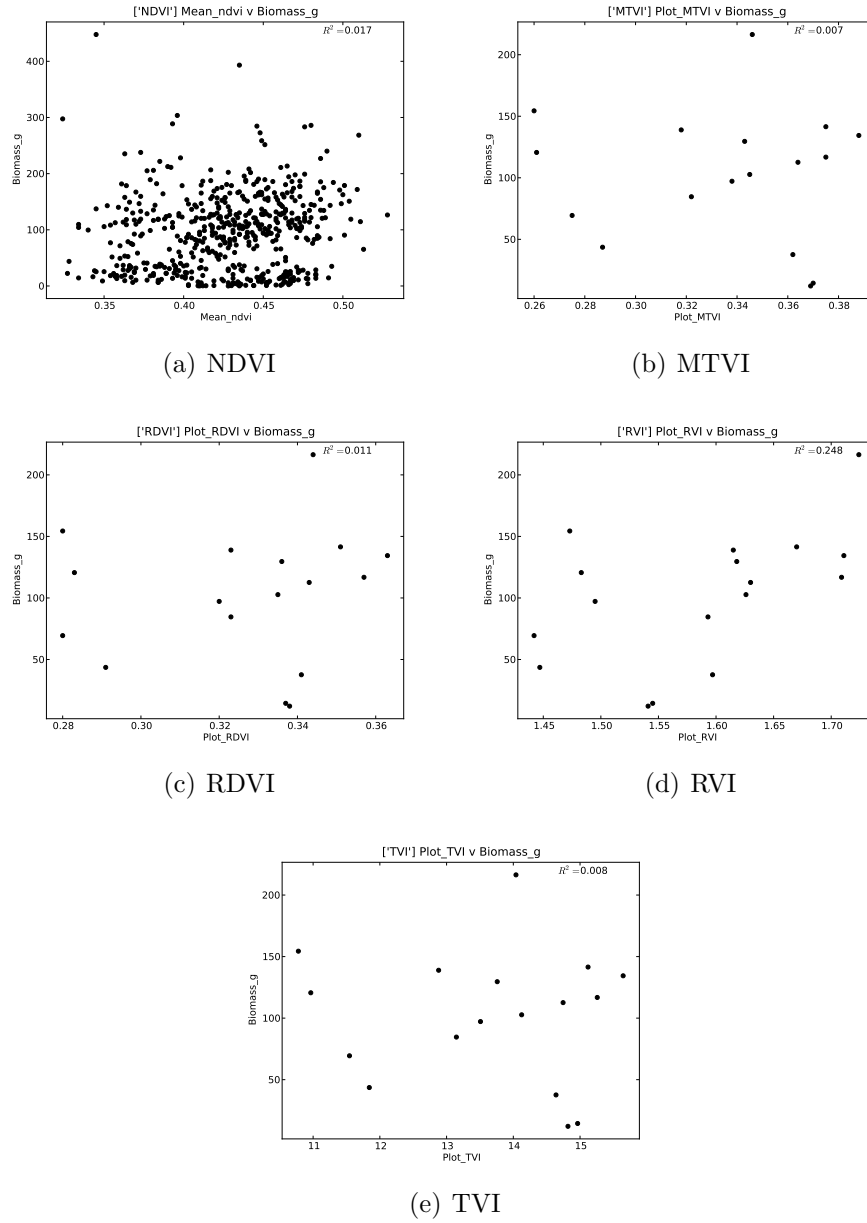 ['NDVI'] Mean_ndvi v Biomass_g
R²=0.017
Biomass_g
400
300
200
100
0
0.35 0.40 0.45 0.50
Mean_ndvi
(a) NDVI
['MTVI'] Plot_MTVI v Biomass_g
R²=0.007
Biomass_g
200
150
100
50
0.26 0.28 0.30 0.32 0.34 0.36 0.38
Plot_MTVI
(b) MTVI
['RDVI'] Plot_RDVI v Biomass_g
R²=0.011
Biomass_g
200
150
100
50
0.28 0.30 0.32 0.34 0.36
Plot_RDVI
(c) RDVI
['RVI'] Plot_RVI v Biomass_g
R²=0.248
Biomass_g
200
150
100
50
1.45 1.50 1.55 1.60 1.65 1.70
Plot_RVI
(d) RVI
['TVI'] Plot_TVI v Biomass_g
R²=0.008
Biomass_g
200
150
100
50
11 12 13 14 15
Plot_TVI
(e) TVI